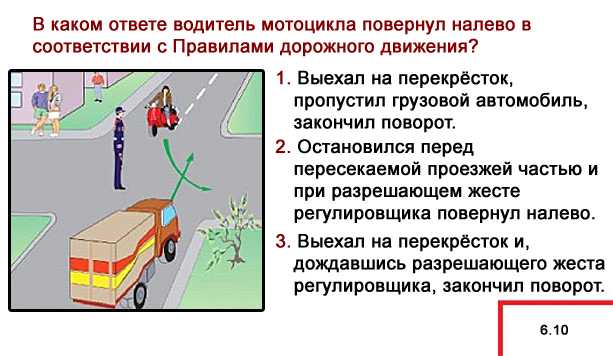 В каком ответе водитель мотоцикла повернул налево в
соответствии с Правилами дорожного движения?
1. Выехал на перекрёсток,
пропустил грузовой автомобиль,
закончил поворот.
2. Остановился перед
пересекаемой проезжей частью и
при разрешающем жесте
регулировщика повернул налево.
3. Выехал на перекрёсток и,
дождавшись разрешающего жеста
регулировщика, закончил поворот.
6.10